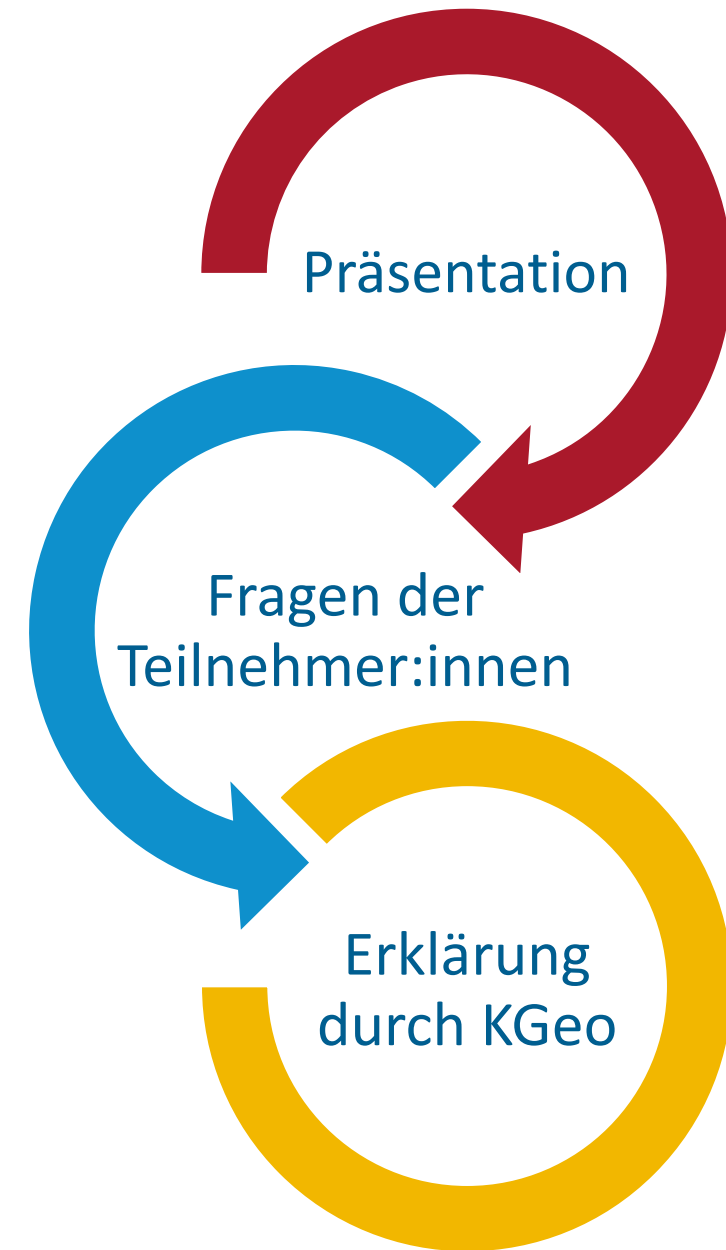 Präsentation
Fragen der
Teilnehmer:innen
Erklärung
durch KGeo